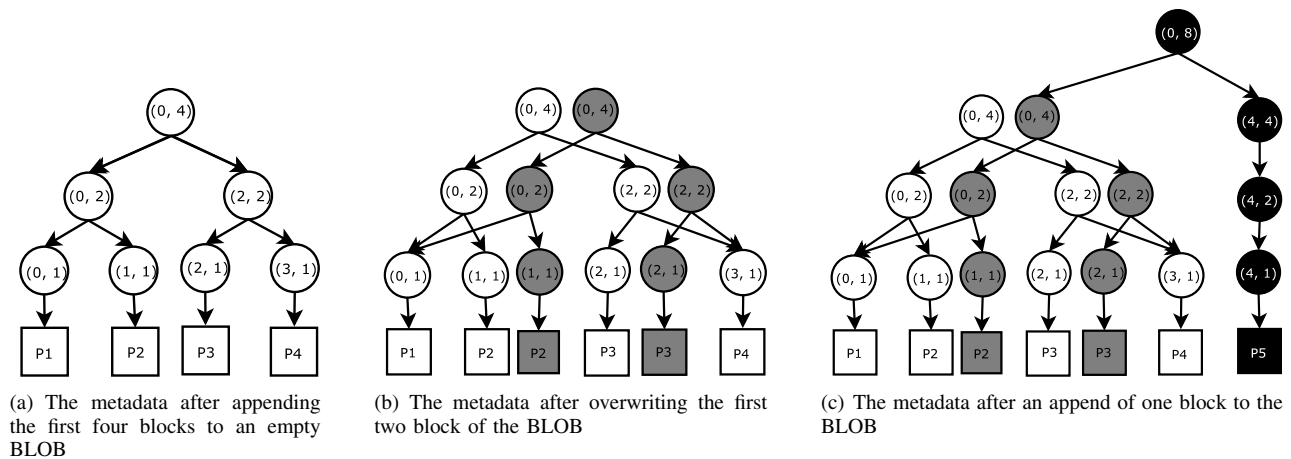 (0, 4)
(0, 2) (2, 2)
(0, 1) (1, 1) (2, 1) (3, 1)
P1 P2 P3 P4
(a) The metadata after appending
the first four blocks to an empty
BLOB
(0, 4) (0, 4)
(0, 2) (0, 2) (2, 2) (2, 2)
(0, 1) (1, 1) (1, 1) (2, 1) (2, 1) (3, 1)
P1 P2 P2 P3 P3 P4
(b) The metadata after overwriting the first
two block of the BLOB
(0, 8)
(0, 4) (0, 4) (4, 4)
(0, 2) (0, 2) (2, 2) (2, 2) (4, 2)
(0, 1) (1, 1) (1, 1) (2, 1) (2, 1) (3, 1) (4, 1)
P1 P2 P2 P3 P3 P4 P5
(c) The metadata after an append of one block to the
BLOB